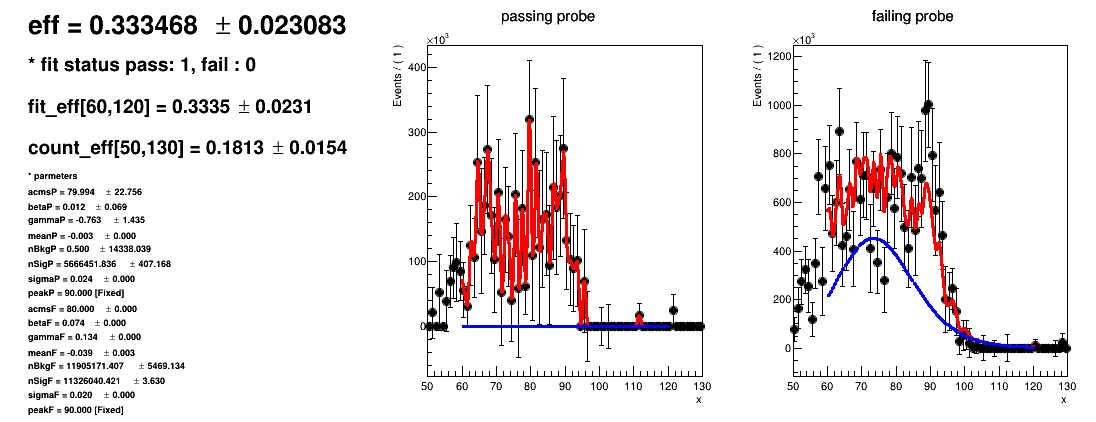 eff = 0.333468 ± 0.023083
* fit status pass: 1, fail : 0
fit_eff[60,120] = 0.3335 ± 0.0231
count_eff[50,130] = 0.1813 ± 0.0154
* parmeters
acmsP = 79.994 ± 22.756
betaP = 0.012 ± 0.069
gammaP = -0.763 ± 1.435
meanP = -0.003 ± 0.000
nBkgP = 0.500 ± 14338.039
nSigP = 5666451.836 ± 407.168
sigmaP = 0.024 ± 0.000
peakP = 90.000 [Fixed]
acmsF = 80.000 ± 0.000
betaF = 0.074 ± 0.000
gammaF = 0.134 ± 0.000
meanF = -0.039 ± 0.003
nBkgF = 11905171.407 ± 5469.134
nSigF = 11326040.421 ± 3.630
sigmaF = 0.020 ± 0.000
peakF = 90.000 [Fixed]
passing probe
×10³
Events / ( 1 )
400
300
200
100
0
50 60 70 80 90 100 110 120 130
x
failing probe
×10³
Events / ( 1 )
1200
1000
800
600
400
200
0
50 60 70 80 90 100 110 120 130
x